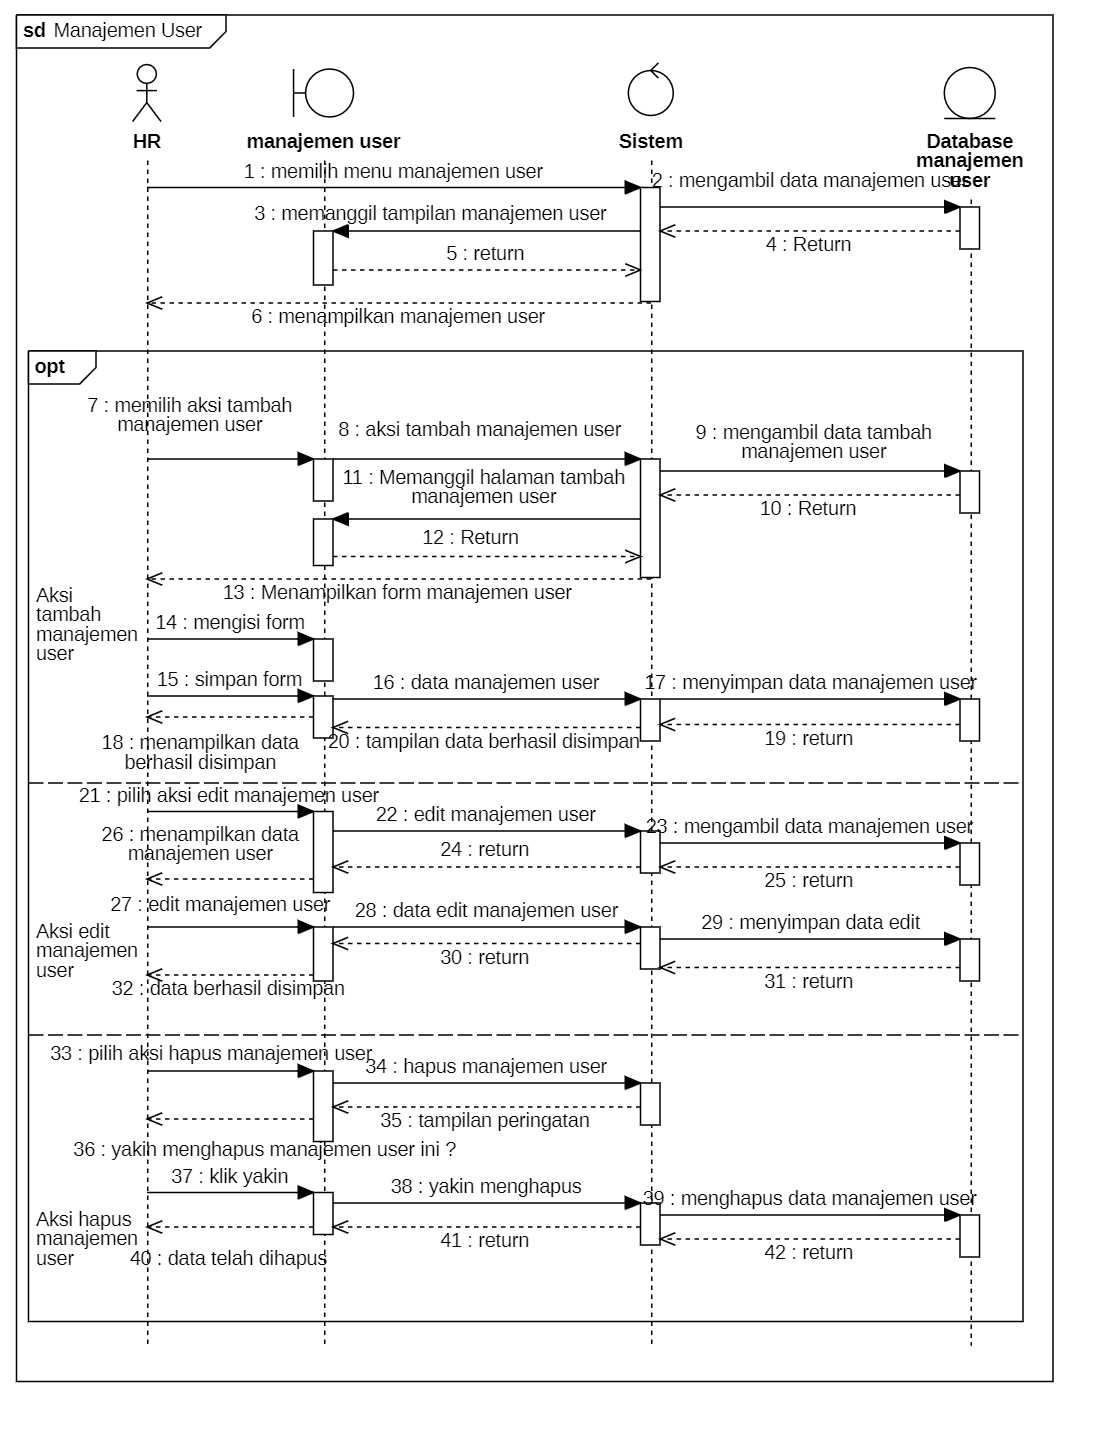 sd Manajemen User
HR
manajemen user
Sistem
Database
manajemen
user
1 : memilih menu manajemen user
2 : mengambil data manajemen user
3 : memanggil tampilan manajemen user
4 : Return
5 : return
6 : menampilkan manajemen user
opt
7 : memilih aksi tambah
manajemen user
8 : aksi tambah manajemen user
9 : mengambil data tambah
manajemen user
11 : Memanggil halaman tambah
manajemen user
10 : Return
12 : Return
13 : Menampilkan form manajemen user
Aksi
tambah
manajemen
user
14 : mengisi form
15 : simpan form
16 : data manajemen user
17 : menyimpan data manajemen user
18 : menampilkan data
berhasil disimpan
20 : tampilan data berhasil disimpan
19 : return
21 : pilih aksi edit manajemen user
22 : edit manajemen user
23 : mengambil data manajemen user
26 : menampilkan data
manajemen user
24 : return
25 : return
27 : edit manajemen user
28 : data edit manajemen user
29 : menyimpan data edit
Aksi edit
manajemen
user
30 : return
31 : return
32 : data berhasil disimpan
33 : pilih aksi hapus manajemen user
34 : hapus manajemen user
35 : tampilan peringatan
36 : yakin menghapus manajemen user ini ?
37 : klik yakin
38 : yakin menghapus
39 : menghapus data manajemen user
Aksi hapus
manajemen
user
40 : data telah dihapus
41 : return
42 : return